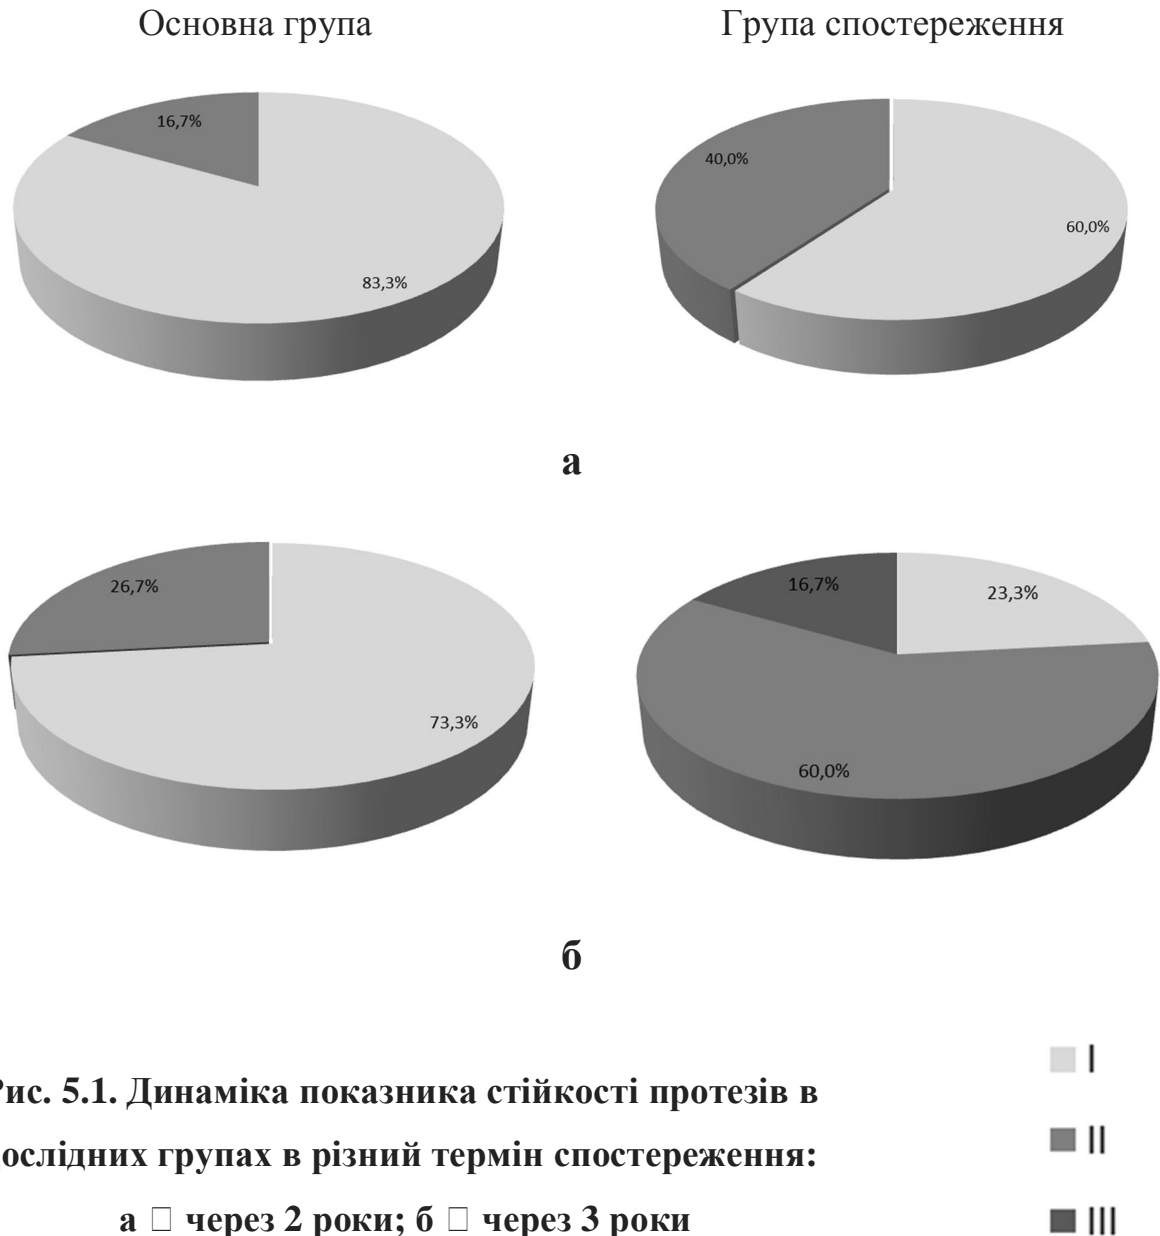 Основна група
Група спостереження
16,7%
83,3%
40,0%
60,0%
а
26,7%
73,3%
16,7%
23,3%
60,0%
б
Рис. 5.1. Динаміка показника стійкості протезів в
дослідних групах в різний термін спостереження:
а □ через 2 роки; б □ через 3 роки
I
II
III